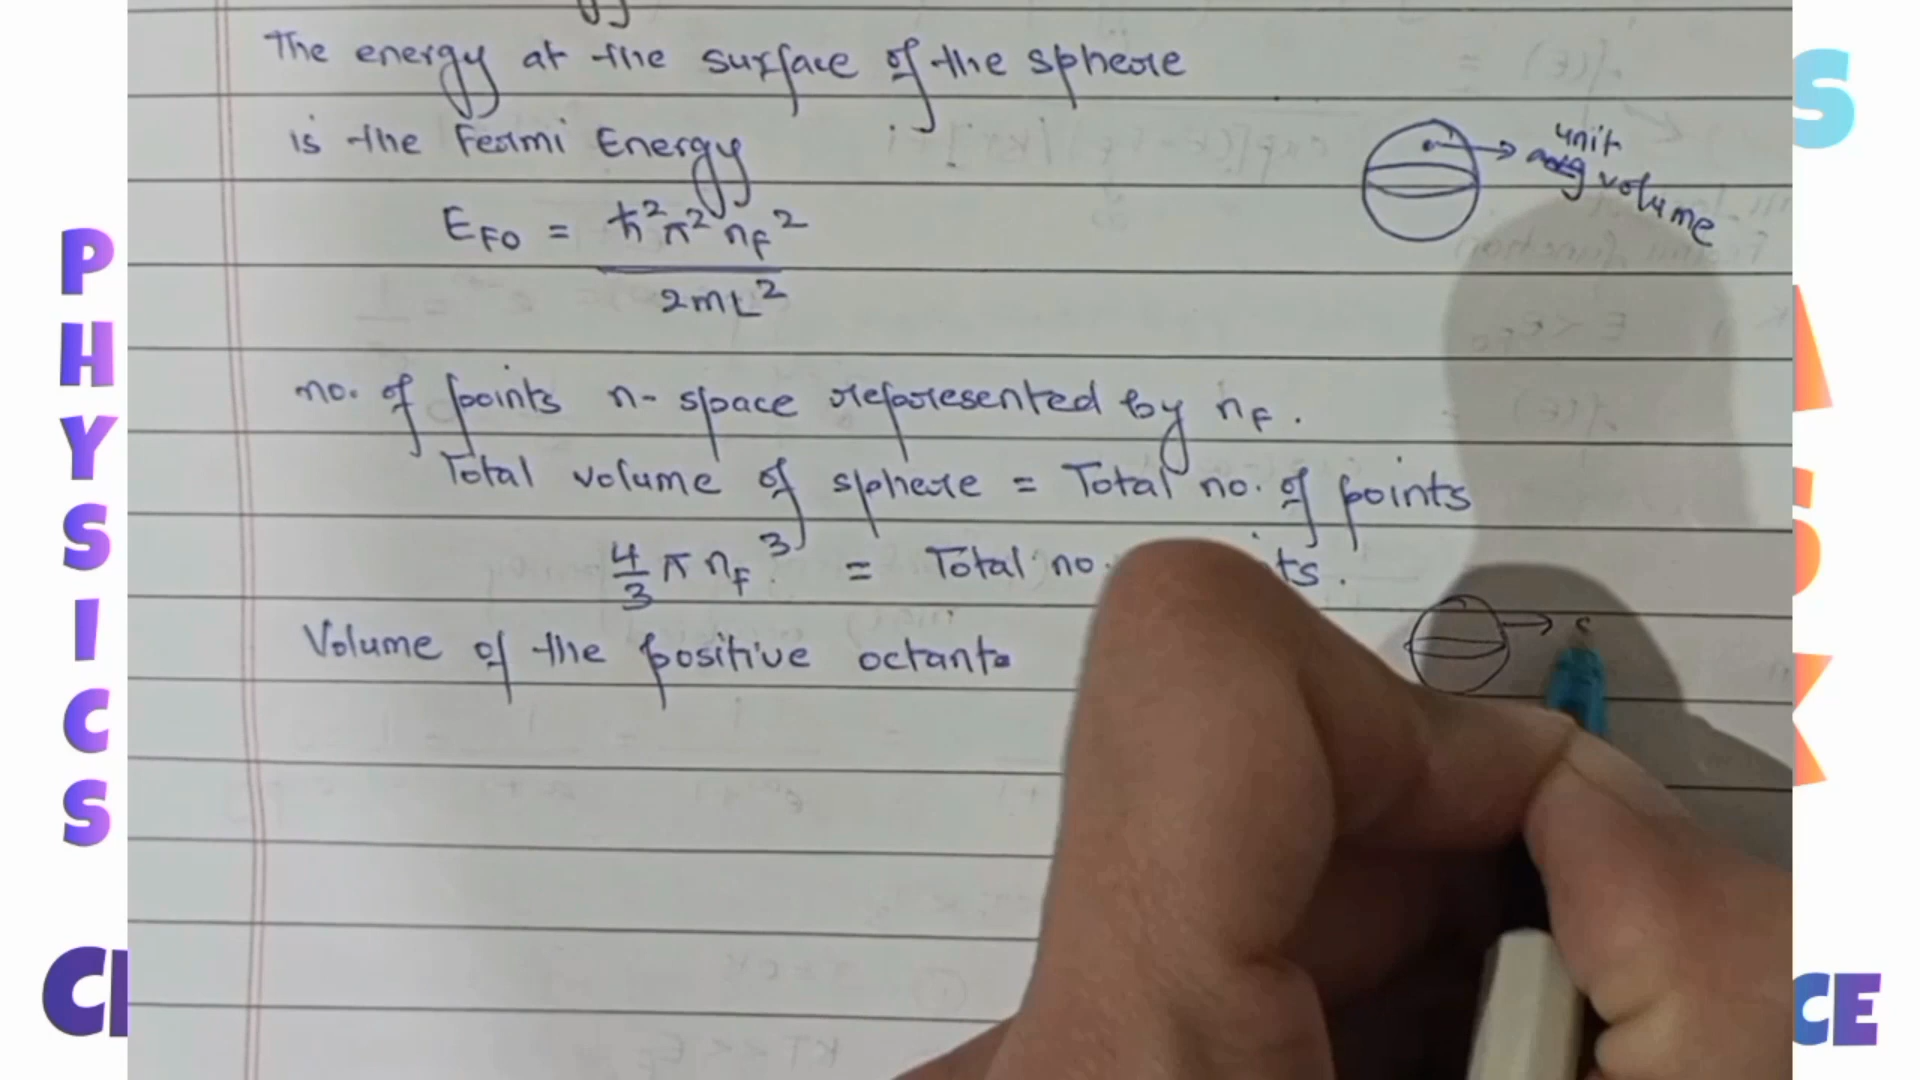 The energy at the surface of the sphere
is the Fermi Energy
E_F0 = ħ²π²n_F²
2mL²
unit
volume
no. of points n- space represented by n_F.
Total volume of sphere = Total no. of points
4/3 π n_F³ = Total no. ts.
Volume of the positive octant
PHYSICS
S
CE